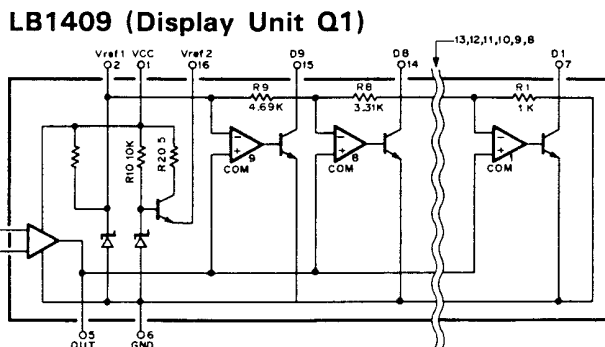 LB1409 (Display Unit Q1)
13,12,11,10,9,8
Vref1 VCC Vref2 D9 D8 D1
2 1 16 15 14 7
R9 R8 R1
4.69K 3.31K 1K
R10 10K
R20 5
- - -
+ + +
9 8 1
COM COM COM
5 6
OUT GND